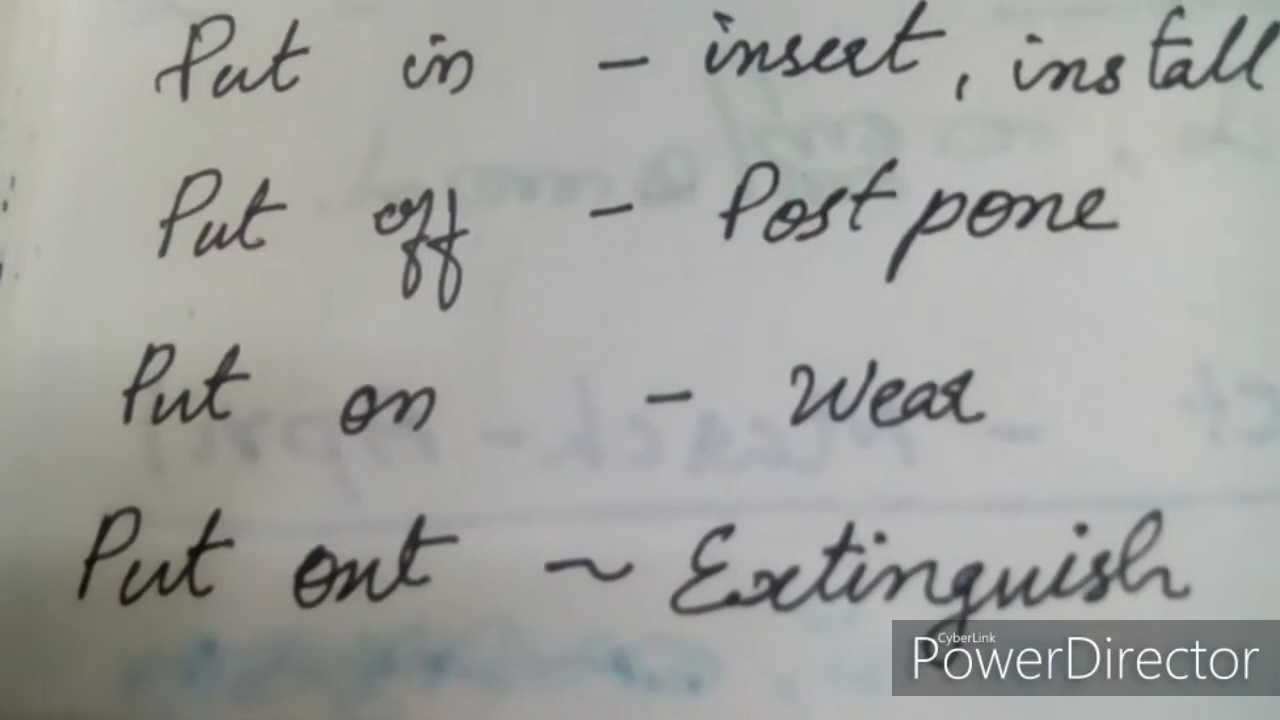 Put in - insert, install
Put off - Postpone
Put on - Wear
Put out ~ Extinguish
CyberLink
PowerDirector